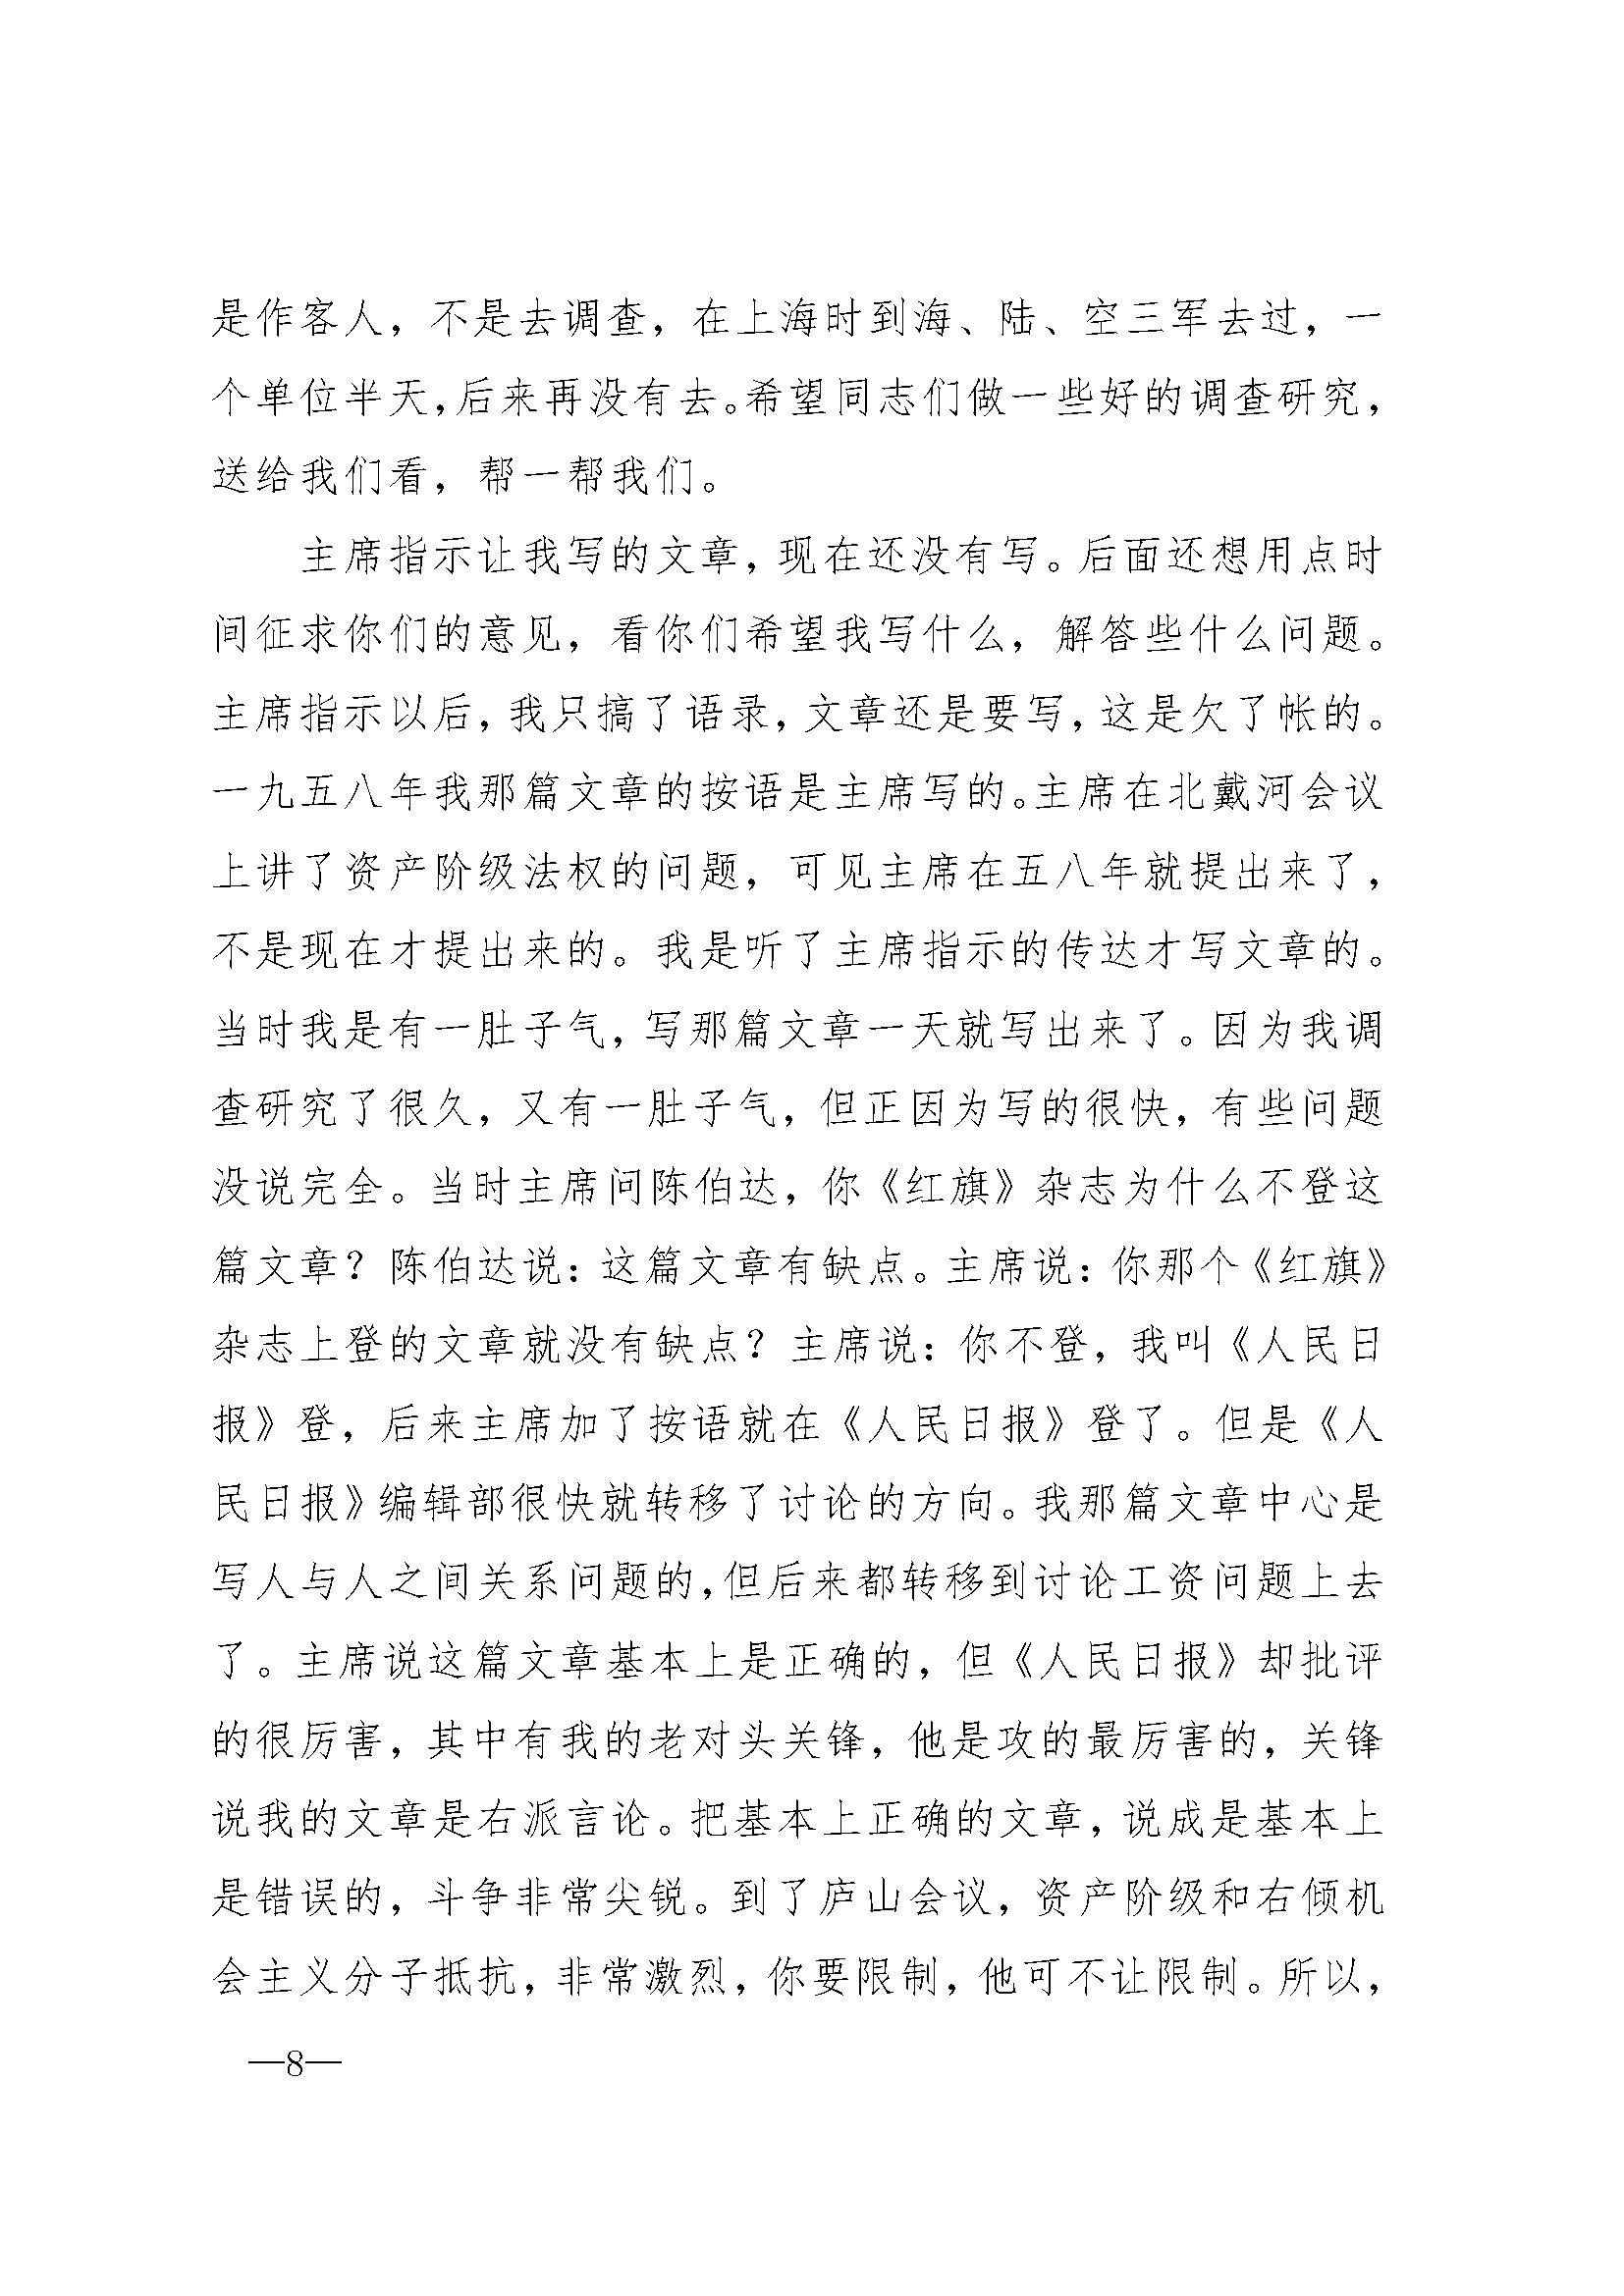 是作客人，不是去调查，在上海时到海、陆、空三军去过，一
个单位半天，后来再没有去。希望同志们做一些好的调查研究，
送给我们看，帮一帮我们。
主席指示让我写的文章，现在还没有写。后面还想用点时
间征求你们的意见，看你们希望我写什么，解答些什么问题。
主席指示以后，我只搞了语录，文章还是要写，这是欠了帐的。
一九五八年我那篇文章的按语是主席写的。主席在北戴河会议
上讲了资产阶级法权的问题，可见主席在五八年就提出来了，
不是现在才提出来的。我是听了主席指示的传达才写文章的。
当时我是有一肚子气，写那篇文章一天就写出来了。因为我调
查研究了很久，又有一肚子气，但正因为写的很快，有些问题
没说完全。当时主席问陈伯达，你《红旗》杂志为什么不登这
篇文章？陈伯达说：这篇文章有缺点。主席说：你那个《红旗》
杂志上登的文章就没有缺点？主席说：你不登，我叫《人民日
报》登，后来主席加了按语就在《人民日报》登了。但是《人
民日报》编辑部很快就转移了讨论的方向。我那篇文章中心是
写人与人之间关系问题的，但后来都转移到讨论工资问题上去
了。主席说这篇文章基本上是正确的，但《人民日报》却批评
的很厉害，其中有我的老对头关锋，他是攻的最厉害的，关锋
说我的文章是右派言论。把基本上正确的文章，说成是基本上
是错误的，斗争非常尖锐。到了庐山会议，资产阶级和右倾机
会主义分子抵抗，非常激烈，你要限制，他可不让限制。所以，
—8—